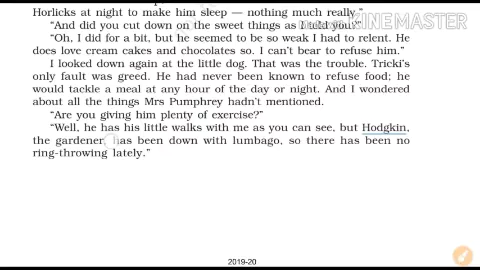 Horlicks at night to make him sleep — nothing much really.”
“And did you cut down on the sweet things as I told you?”
“Oh, I did for a bit, but he seemed to be so weak I had to relent. He
does love cream cakes and chocolates so. I can’t bear to refuse him.”
I looked down again at the little dog. That was the trouble. Tricki’s
only fault was greed. He had never been known to refuse food; he
would tackle a meal at any hour of the day or night. And I wondered
about all the things Mrs Pumphrey hadn’t mentioned.
“Are you giving him plenty of exercise?”
“Well, he has his little walks with me as you can see, but Hodgkin,
the gardener, has been down with lumbago, so there has been no
ring-throwing lately.”
2019-20
KINEMASTER